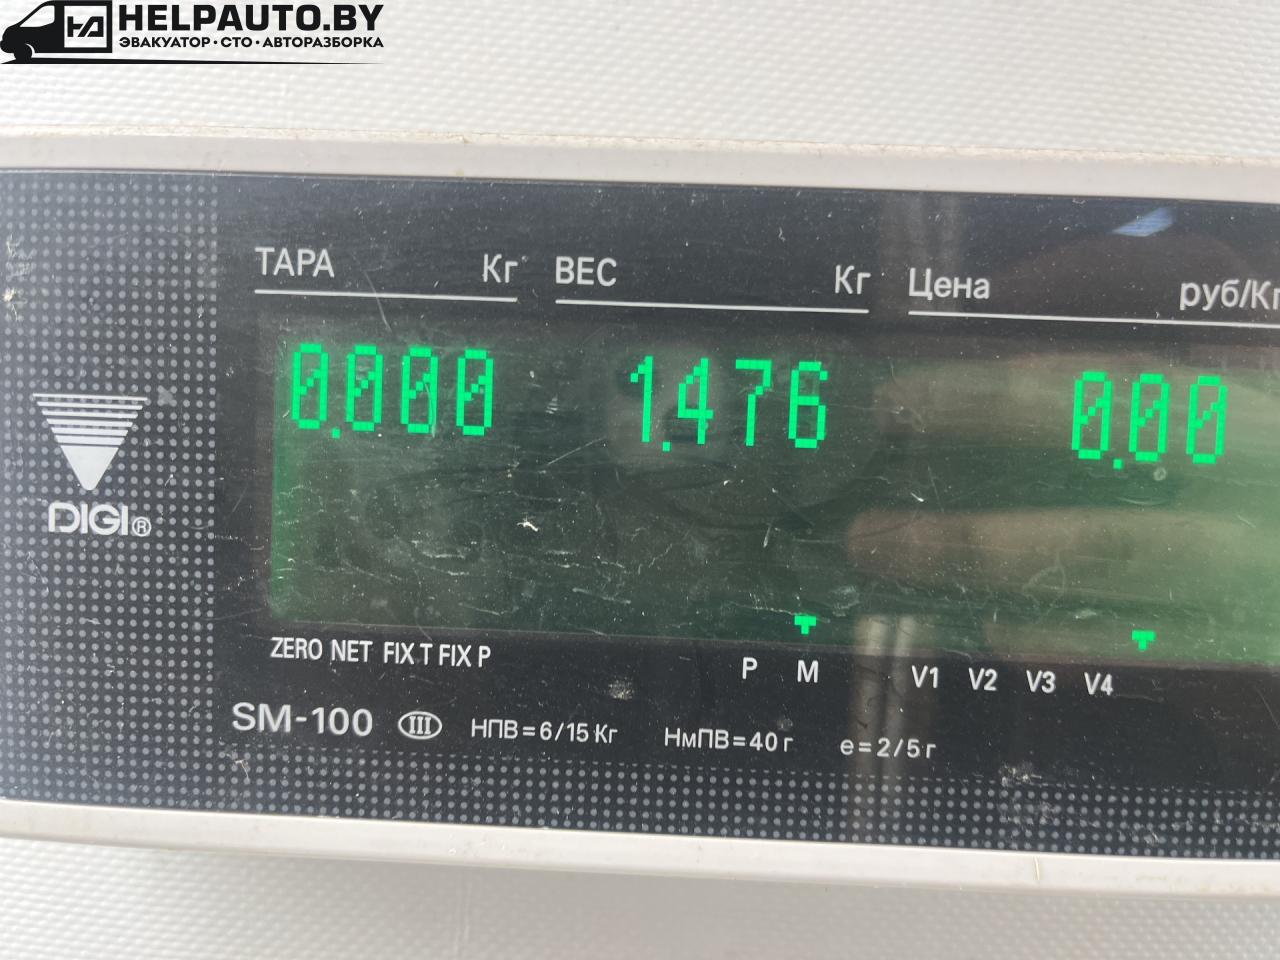 HELPAUTO.BY
ЭВАКУАТОР·СТО·АВТОРАЗБОРКА
ТАРА Кг ВЕС Кг Цена руб/Кг
0.000 1.476 0.00
DIGI®
ZERO NET FIX T FIX P P M V1 V2 V3 V4
SM-100 III НПВ=6/15 Кг НмПВ=40 г e=2/5 г